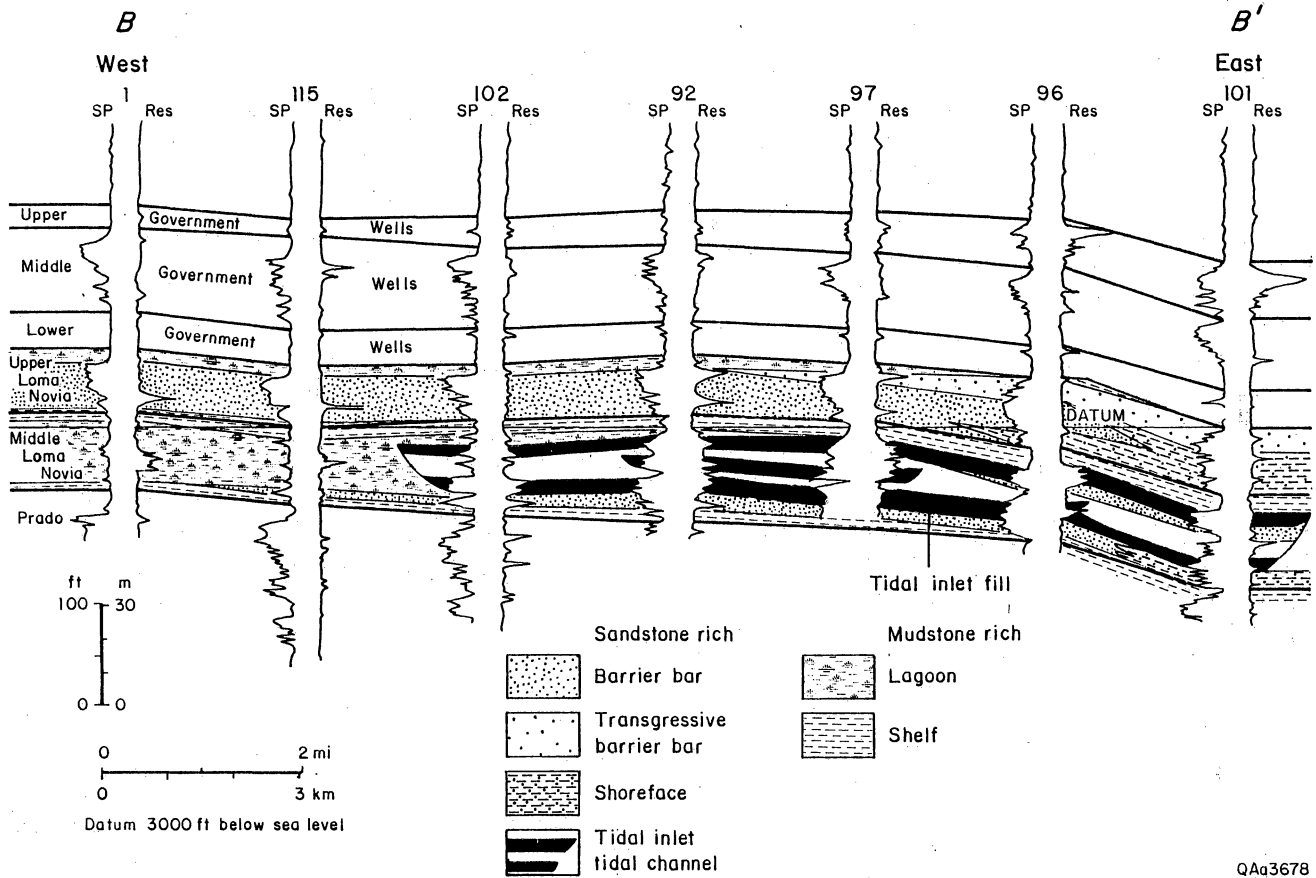 B
B'
West
East
1
115
102
92
97
96
101
SP Res
SP Res
SP Res
SP Res
SP Res
SP Res
SP Res
Upper
Government
Wells
Middle
Government
Wells
Lower
Government
Wells
Upper
Loma
Novia
DATUM
Middle
Loma
Novia
Prado
ft m
100 30
0 0
Tidal inlet fill
Sandstone rich
Mudstone rich
Barrier bar
Lagoon
Transgressive
barrier bar
Shelf
Shoreface
Tidal inlet
tidal channel
0 2 mi
0 3 km
Datum 3000 ft below sea level
QAa3678